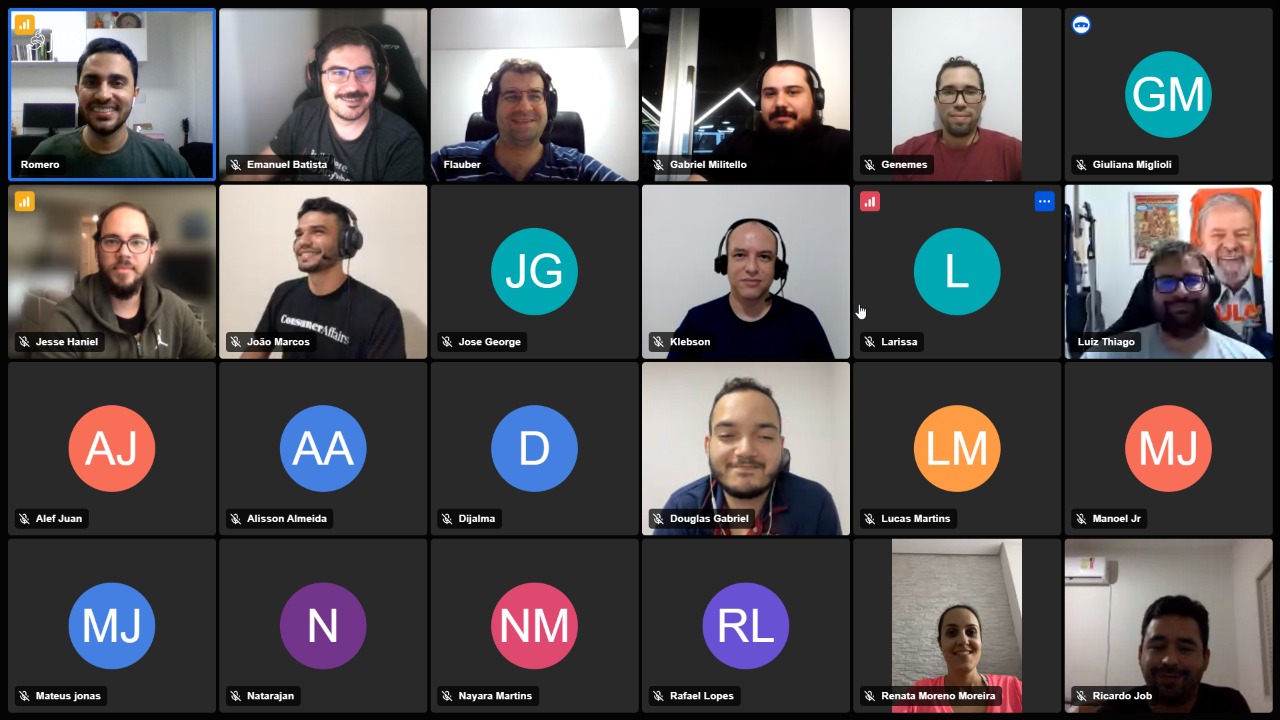 Romero
Emanuel Batista
Flauber
Gabriel Militello
Genemes
GM
Giuliana Miglioli
Jesse Haniel
ConsumerAffairs
João Marcos
JG
Jose George
Klebson
L
Larissa
Luiz Thiago
AJ
Alef Juan
AA
Alisson Almeida
D
Dijalma
Douglas Gabriel
LM
Lucas Martins
MJ
Manoel Jr
MJ
Mateus jonas
N
Natarajan
NM
Nayara Martins
RL
Rafael Lopes
Renata Moreno Moreira
Ricardo Job